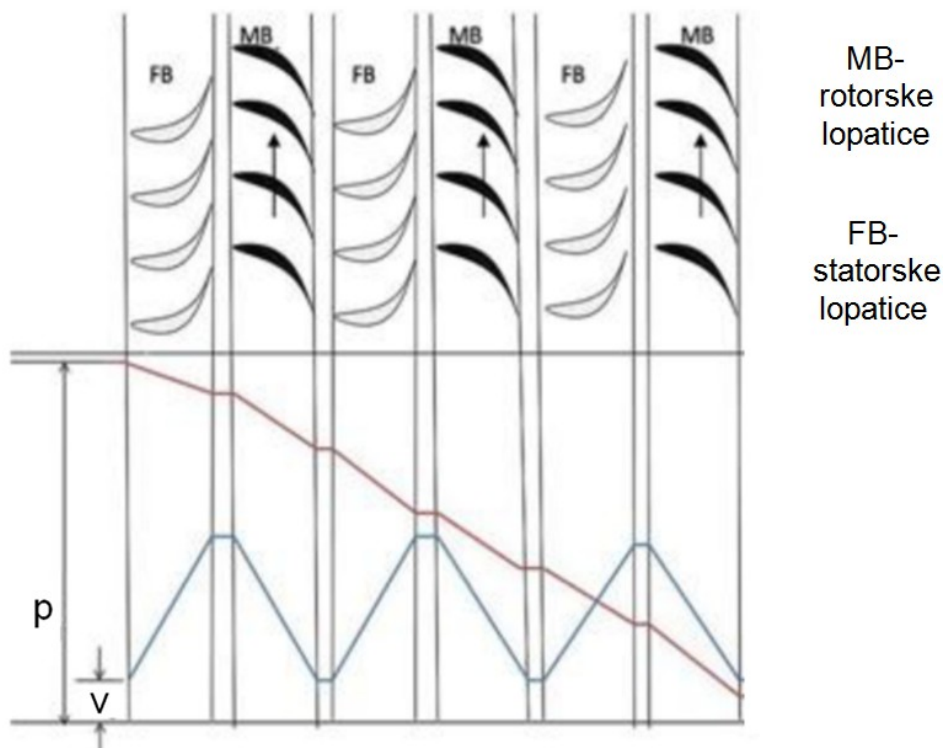 MB
MB
MB
FB
FB
FB
MB-
rotorske
lopatice
FB-
statorske
lopatice
p
V